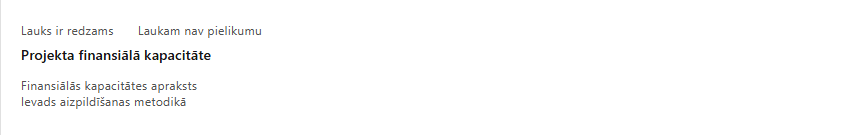 Lauks ir redzams Laukam nav pielikumu
Projekta finansiālā kapacitāte
Finansiālās kapacitātes apraksts
Ievads aizpildīšanas metodikā